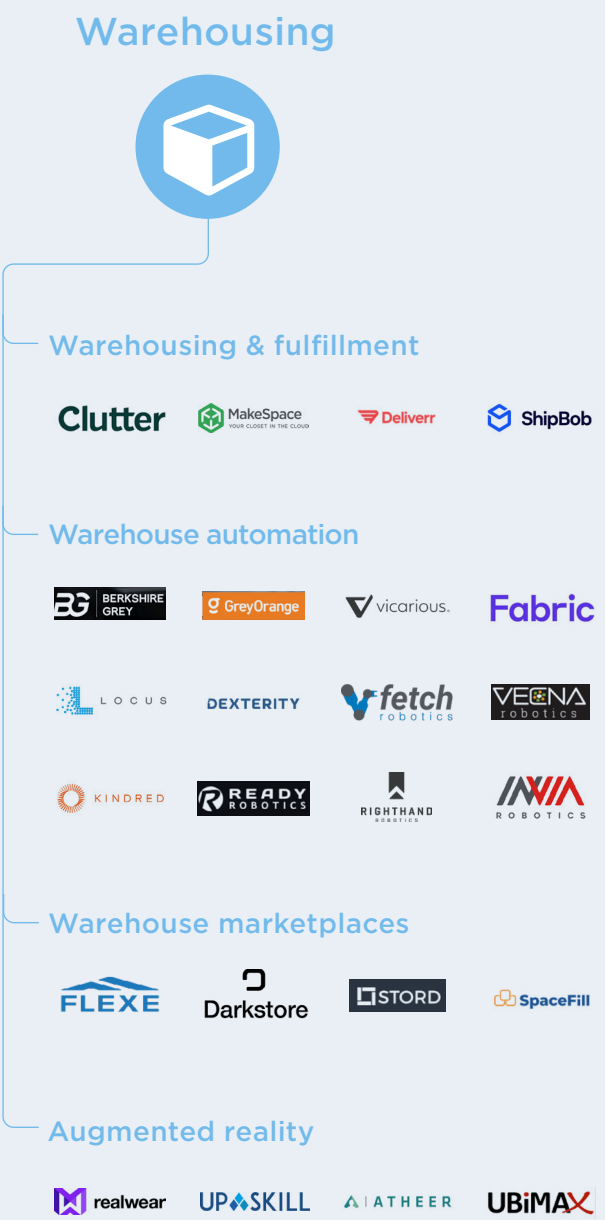 Warehousing
Warehousing & fulfillment
Clutter
MakeSpace
YOUR CLOSET IN THE CLOUD
Deliverr
ShipBob
Warehouse automation
BG BERKSHIRE
GREY
GreyOrange
vicarious.
Fabric
LOCUS
DEXTERITY
fetch
robotics
VECNA
robotics
KINDRED
READY
ROBOTICS
RIGHTHAND
ROBOTICS
INVIA
ROBOTICS
Warehouse marketplaces
FLEXE
Darkstore
STORD
SpaceFill
Augmented reality
realwear
UPSKILL
ATHEER
UBiMAX